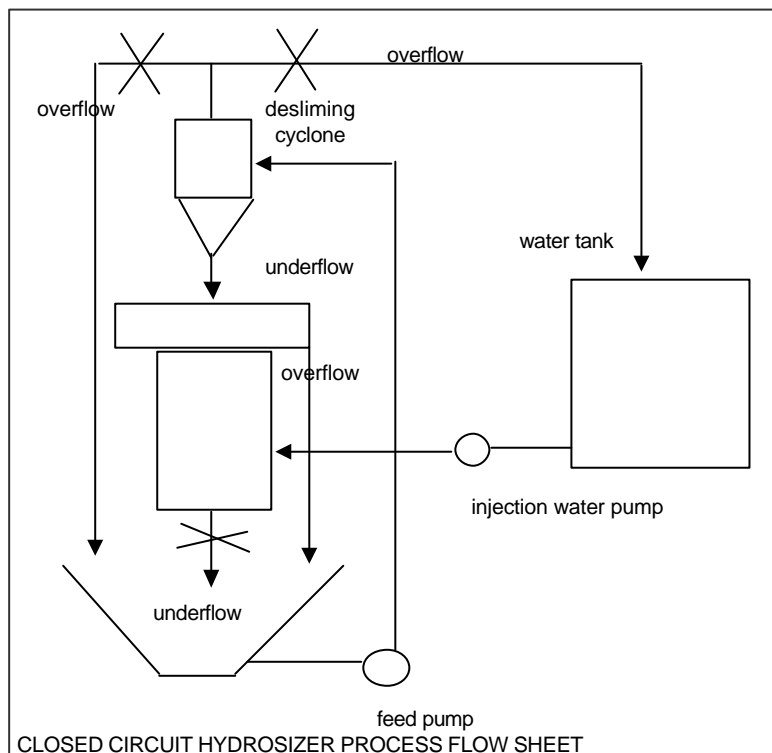 overflow
overflow
desliming
cyclone
water tank
underflow
overflow
injection water pump
underflow
feed pump
CLOSED CIRCUIT HYDROSIZER PROCESS FLOW SHEET